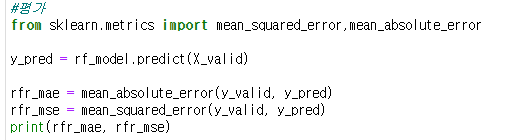 #평가
from sklearn.metrics import mean_squared_error,mean_absolute_error
y_pred = rf_model.predict(X_valid)
rfr_mae = mean_absolute_error(y_valid, y_pred)
rfr_mse = mean_squared_error(y_valid, y_pred)
print(rfr_mae, rfr_mse)